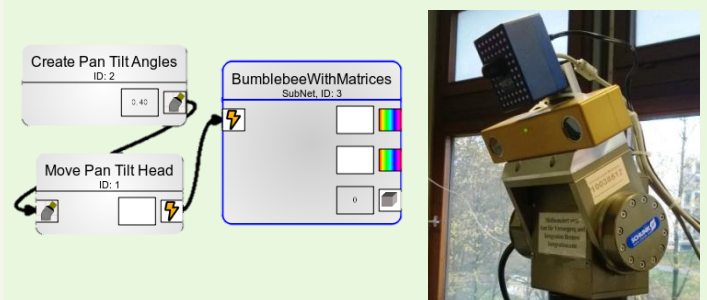 Create Pan Tilt Angles
ID: 2
0.40
Move Pan Tilt Head
ID: 1
BumblebeeWithMatrices
SubNet, ID: 3
0
SCHUNK